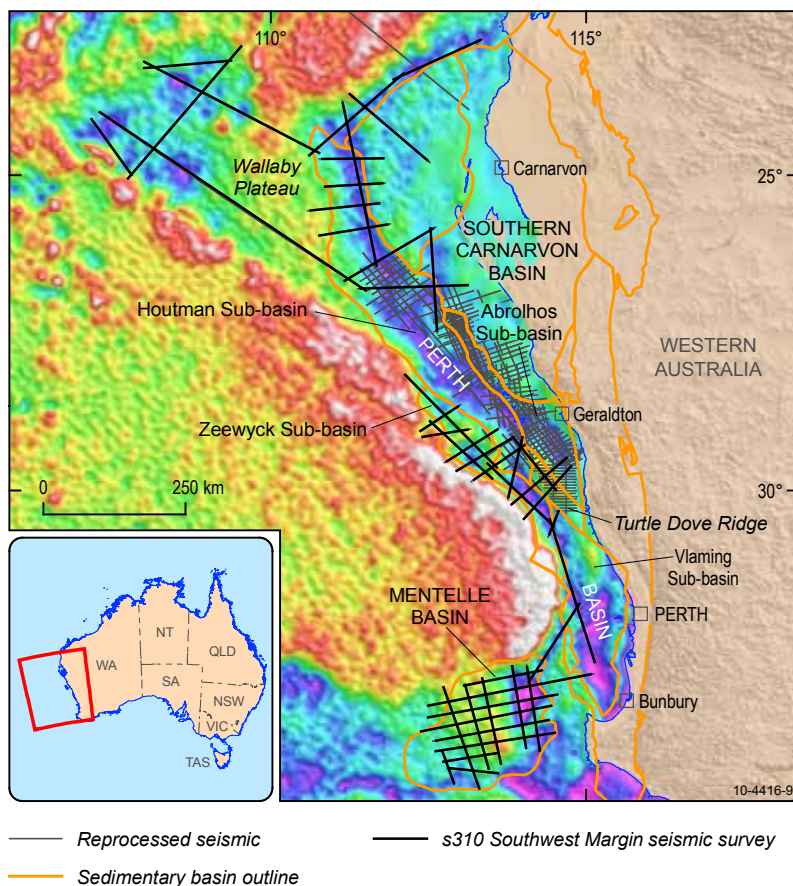 110°
115°
Wallaby
Plateau
Carnarvon
25°
SOUTHERN
CARNARVON
BASIN
Houtman Sub-basin
Abrolhos
Sub-basin
PERTH
WESTERN
AUSTRALIA
Geraldton
Zeewyck Sub-basin
0
250 km
30°
Turtle Dove Ridge
Vlaming
Sub-basin
MENTELLE
BASIN
BASIN
PERTH
Bunbury
NT
QLD
WA
SA
NSW
VIC
TAS
10-4416-9
Reprocessed seismic
s310 Southwest Margin seismic survey
Sedimentary basin outline